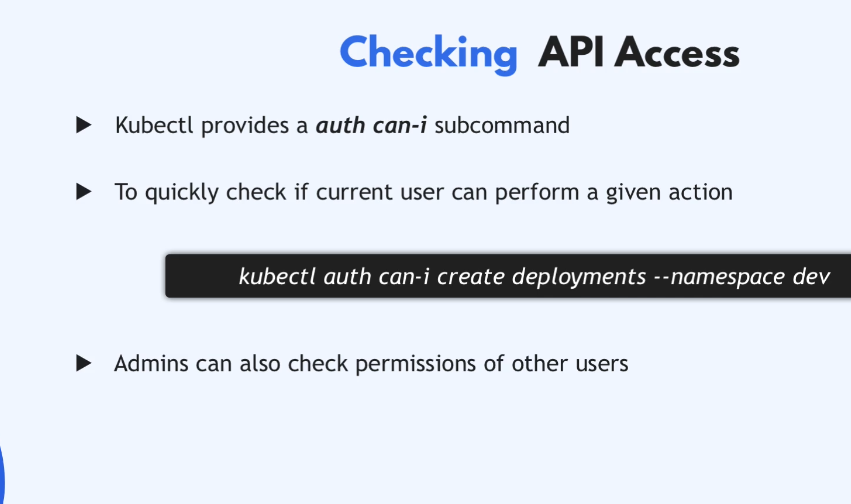 Checking API Access
▶ Kubectl provides a auth can-i subcommand
▶ To quickly check if current user can perform a given action
kubectl auth can-i create deployments --namespace dev
▶ Admins can also check permissions of other users